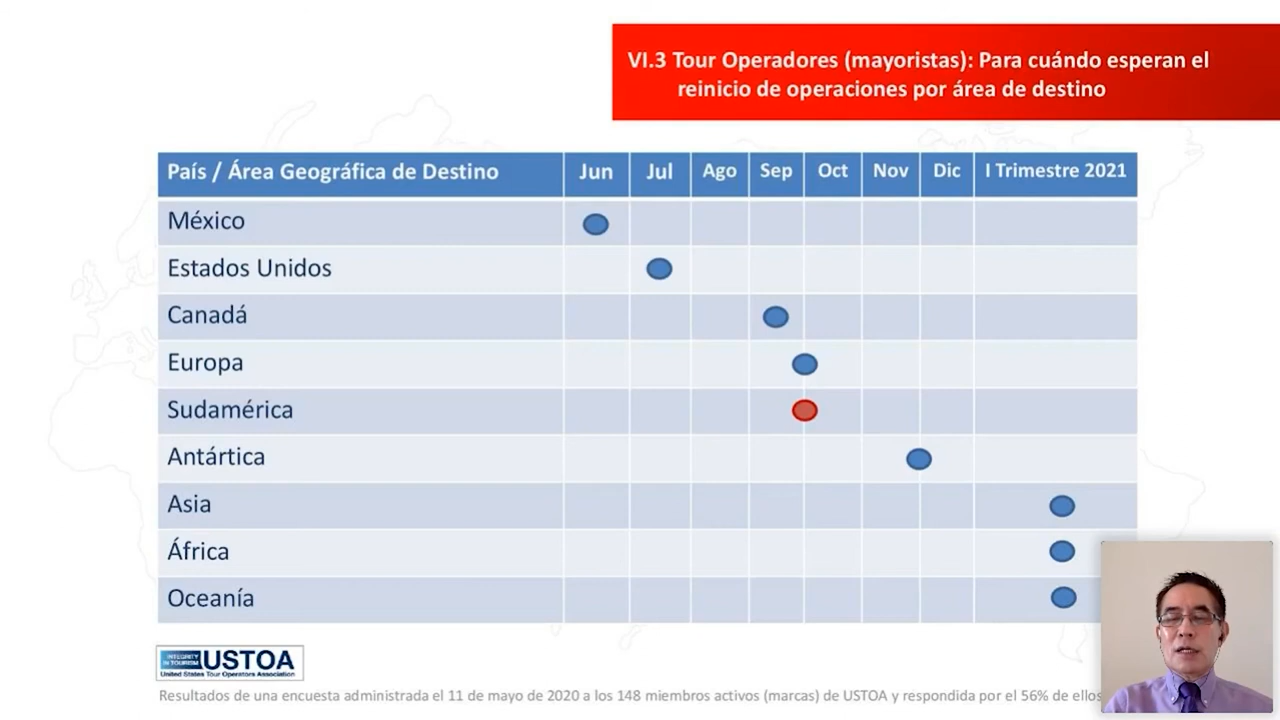 VI.3 Tour Operadores (mayoristas): Para cuándo esperan el
reinicio de operaciones por área de destino
País / Área Geográfica de Destino Jun Jul Ago Sep Oct Nov Dic I Trimestre 2021
México
Estados Unidos
Canadá
Europa
Sudamérica
Antártica
Asia
África
Oceanía
INTEGRITY
IN TOURISM
USTOA
United States Tour Operators Association
Resultados de una encuesta administrada el 11 de mayo de 2020 a los 148 miembros activos (marcas) de USTOA y respondida por el 56% de ellos